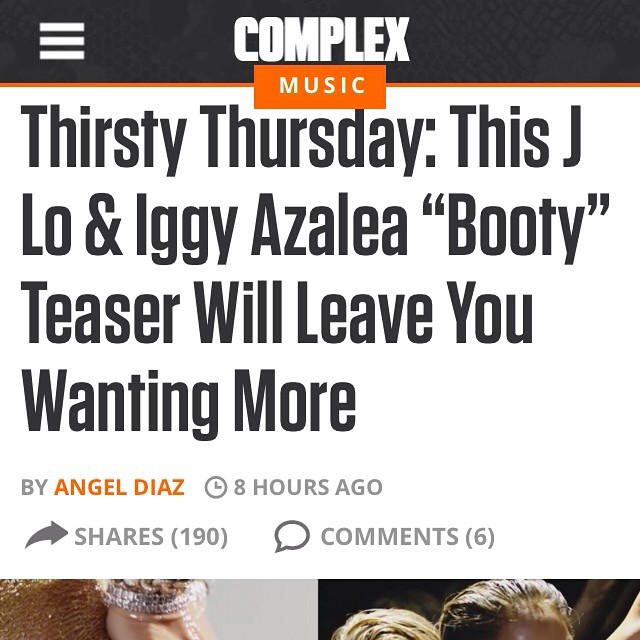 COMPLEX
MUSIC
Thirsty Thursday: This J
Lo & Iggy Azalea “Booty”
Teaser Will Leave You
Wanting More
BY ANGEL DIAZ 8 HOURS AGO
SHARES (190) COMMENTS (6)